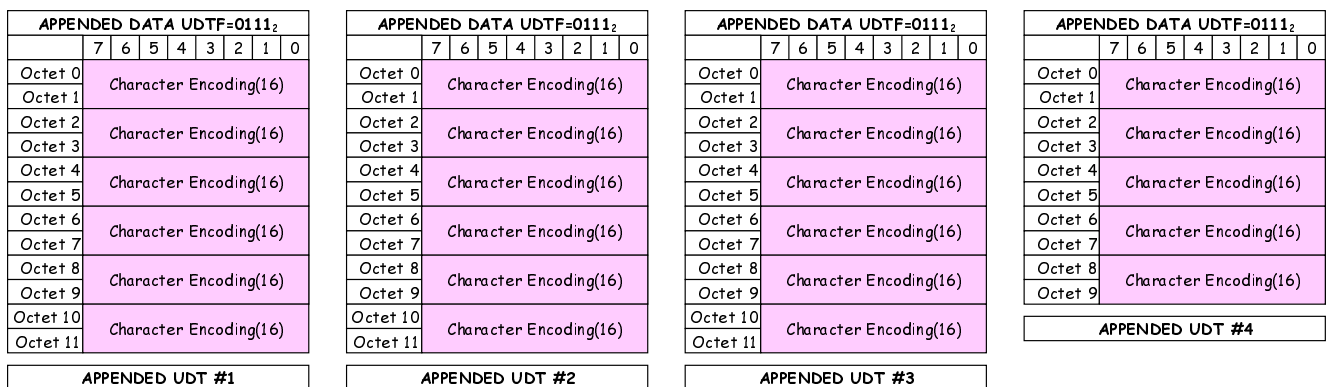 APPENDED DATA UDTF=0111₂
7 6 5 4 3 2 1 0
Octet 0
Octet 1
Character Encoding(16)
Octet 2
Octet 3
Character Encoding(16)
Octet 4
Octet 5
Character Encoding(16)
Octet 6
Octet 7
Character Encoding(16)
Octet 8
Octet 9
Character Encoding(16)
Octet 10
Octet 11
Character Encoding(16)
APPENDED UDT #1
APPENDED DATA UDTF=0111₂
7 6 5 4 3 2 1 0
Octet 0
Octet 1
Character Encoding(16)
Octet 2
Octet 3
Character Encoding(16)
Octet 4
Octet 5
Character Encoding(16)
Octet 6
Octet 7
Character Encoding(16)
Octet 8
Octet 9
Character Encoding(16)
Octet 10
Octet 11
Character Encoding(16)
APPENDED UDT #2
APPENDED DATA UDTF=0111₂
7 6 5 4 3 2 1 0
Octet 0
Octet 1
Character Encoding(16)
Octet 2
Octet 3
Character Encoding(16)
Octet 4
Octet 5
Character Encoding(16)
Octet 6
Octet 7
Character Encoding(16)
Octet 8
Octet 9
Character Encoding(16)
Octet 10
Octet 11
Character Encoding(16)
APPENDED UDT #3
APPENDED DATA UDTF=0111₂
7 6 5 4 3 2 1 0
Octet 0
Octet 1
Character Encoding(16)
Octet 2
Octet 3
Character Encoding(16)
Octet 4
Octet 5
Character Encoding(16)
Octet 6
Octet 7
Character Encoding(16)
Octet 8
Octet 9
Character Encoding(16)
APPENDED UDT #4